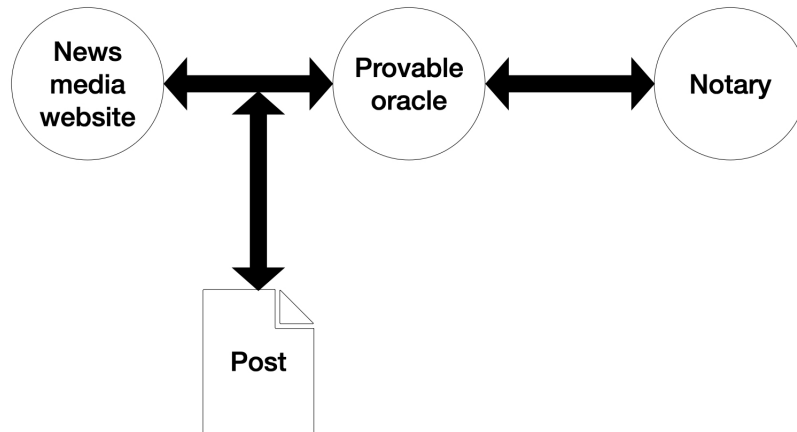 News
media
website
Provable
oracle
Notary
Post